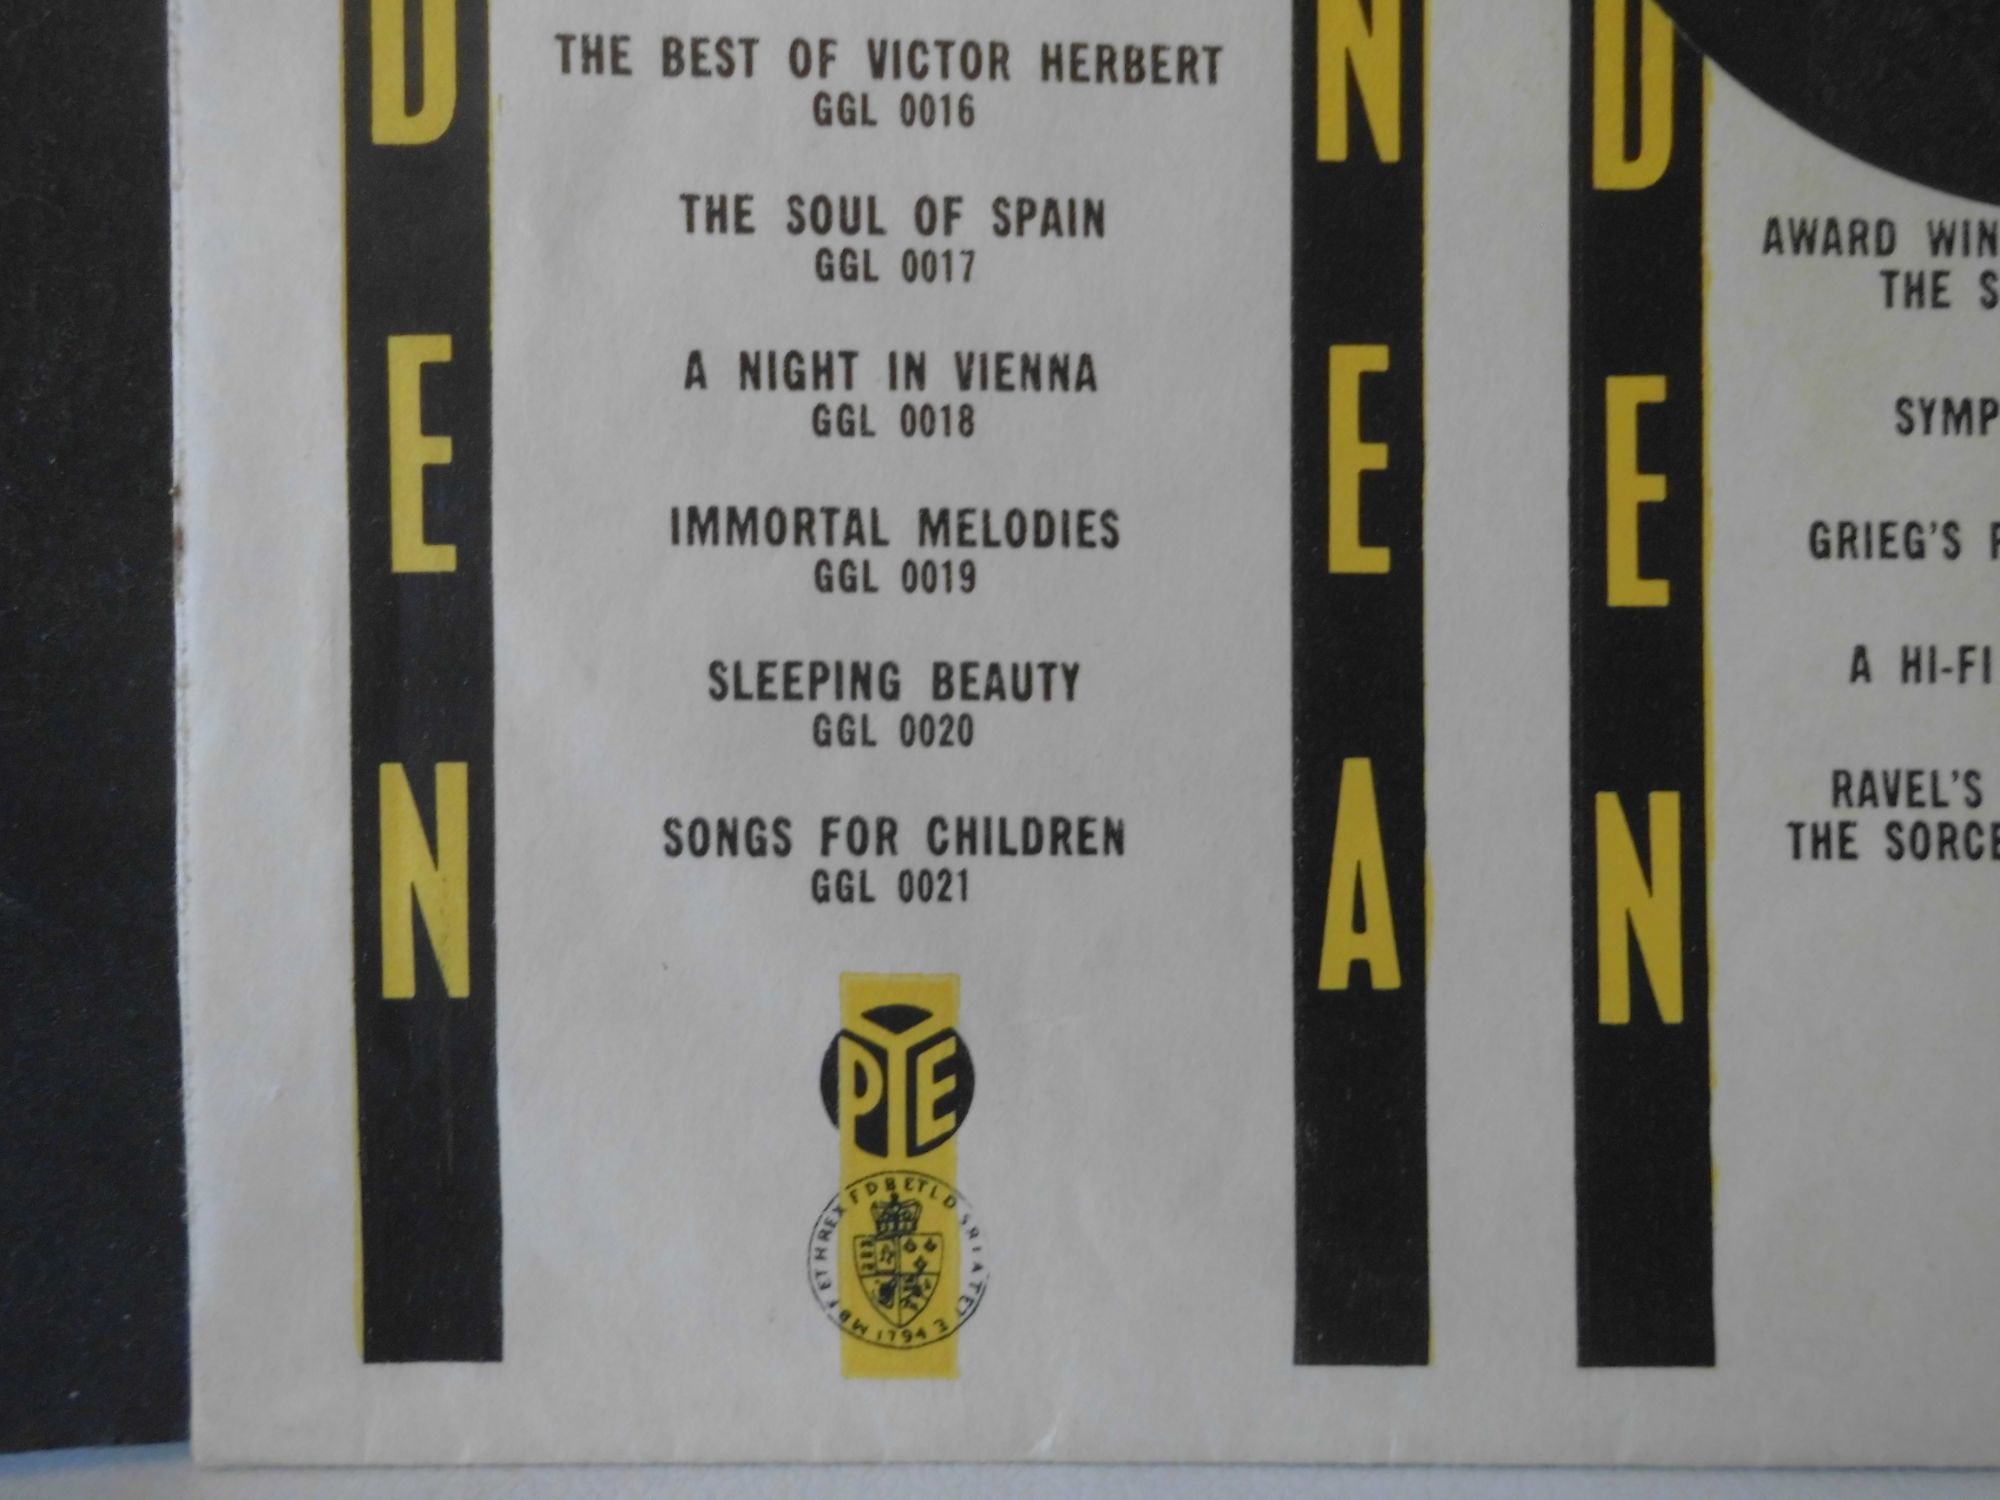 D
E
N
THE BEST OF VICTOR HERBERT
GGL 0016
THE SOUL OF SPAIN
GGL 0017
A NIGHT IN VIENNA
GGL 0018
IMMORTAL MELODIES
GGL 0019
SLEEPING BEAUTY
GGL 0020
SONGS FOR CHILDREN
GGL 0021
PYE
1794
N
E
A
D
E
N
AWARD WIN
THE S
SYMP
GRIEG'S
A HI-FI
RAVEL'S
THE SORCE